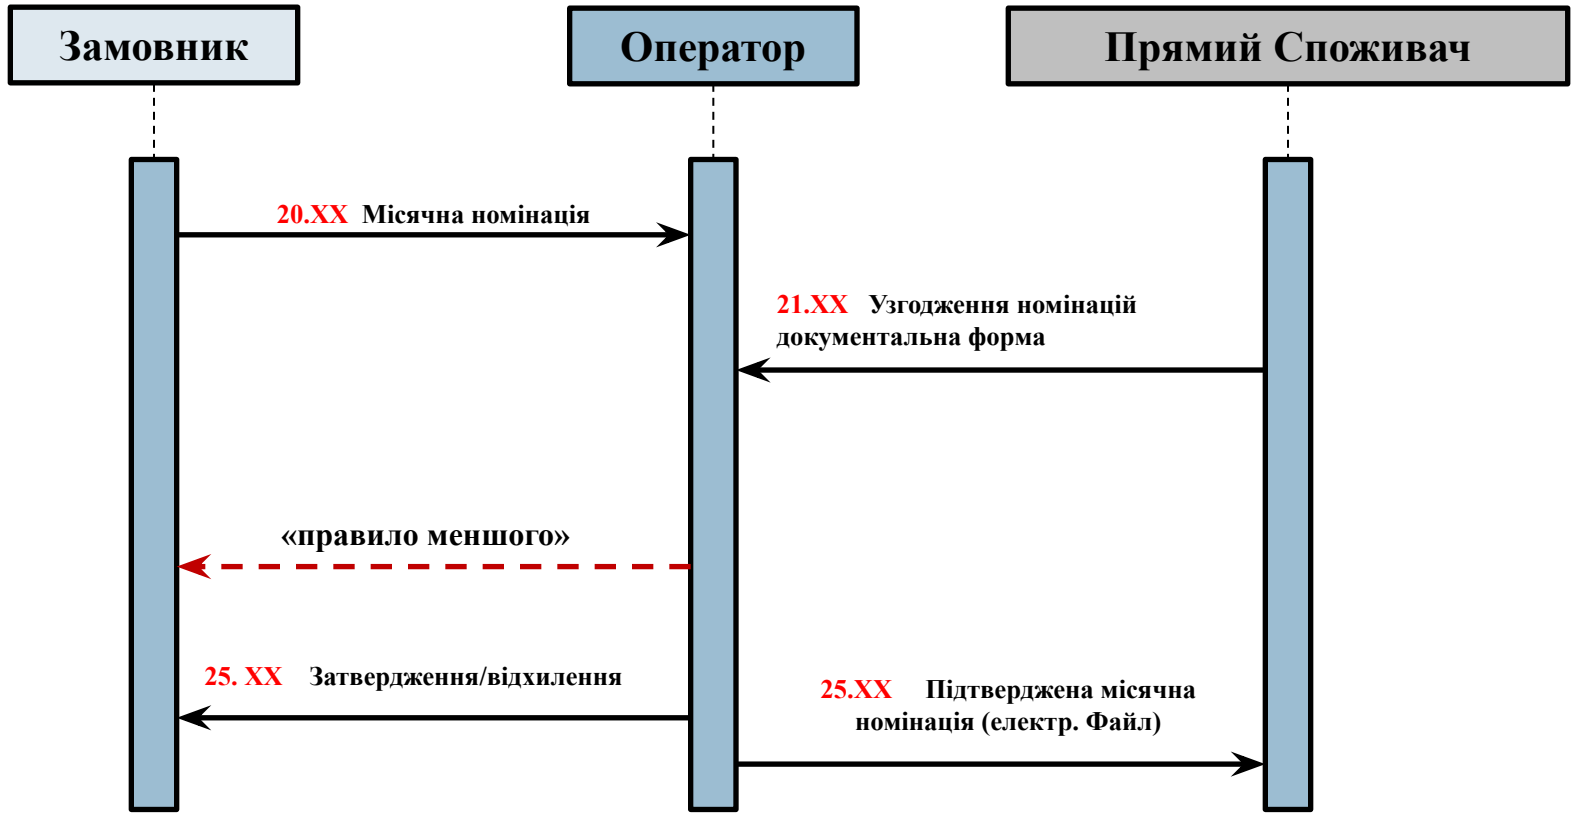 Замовник
Оператор
Прямий Споживач
20.XX Місячна номінація
21.XX Узгодження номінацій
документальна форма
«правило меншого»
25. XX Затвердження/відхилення
25.XX Підтверджена місячна
номінація (електр. Файл)